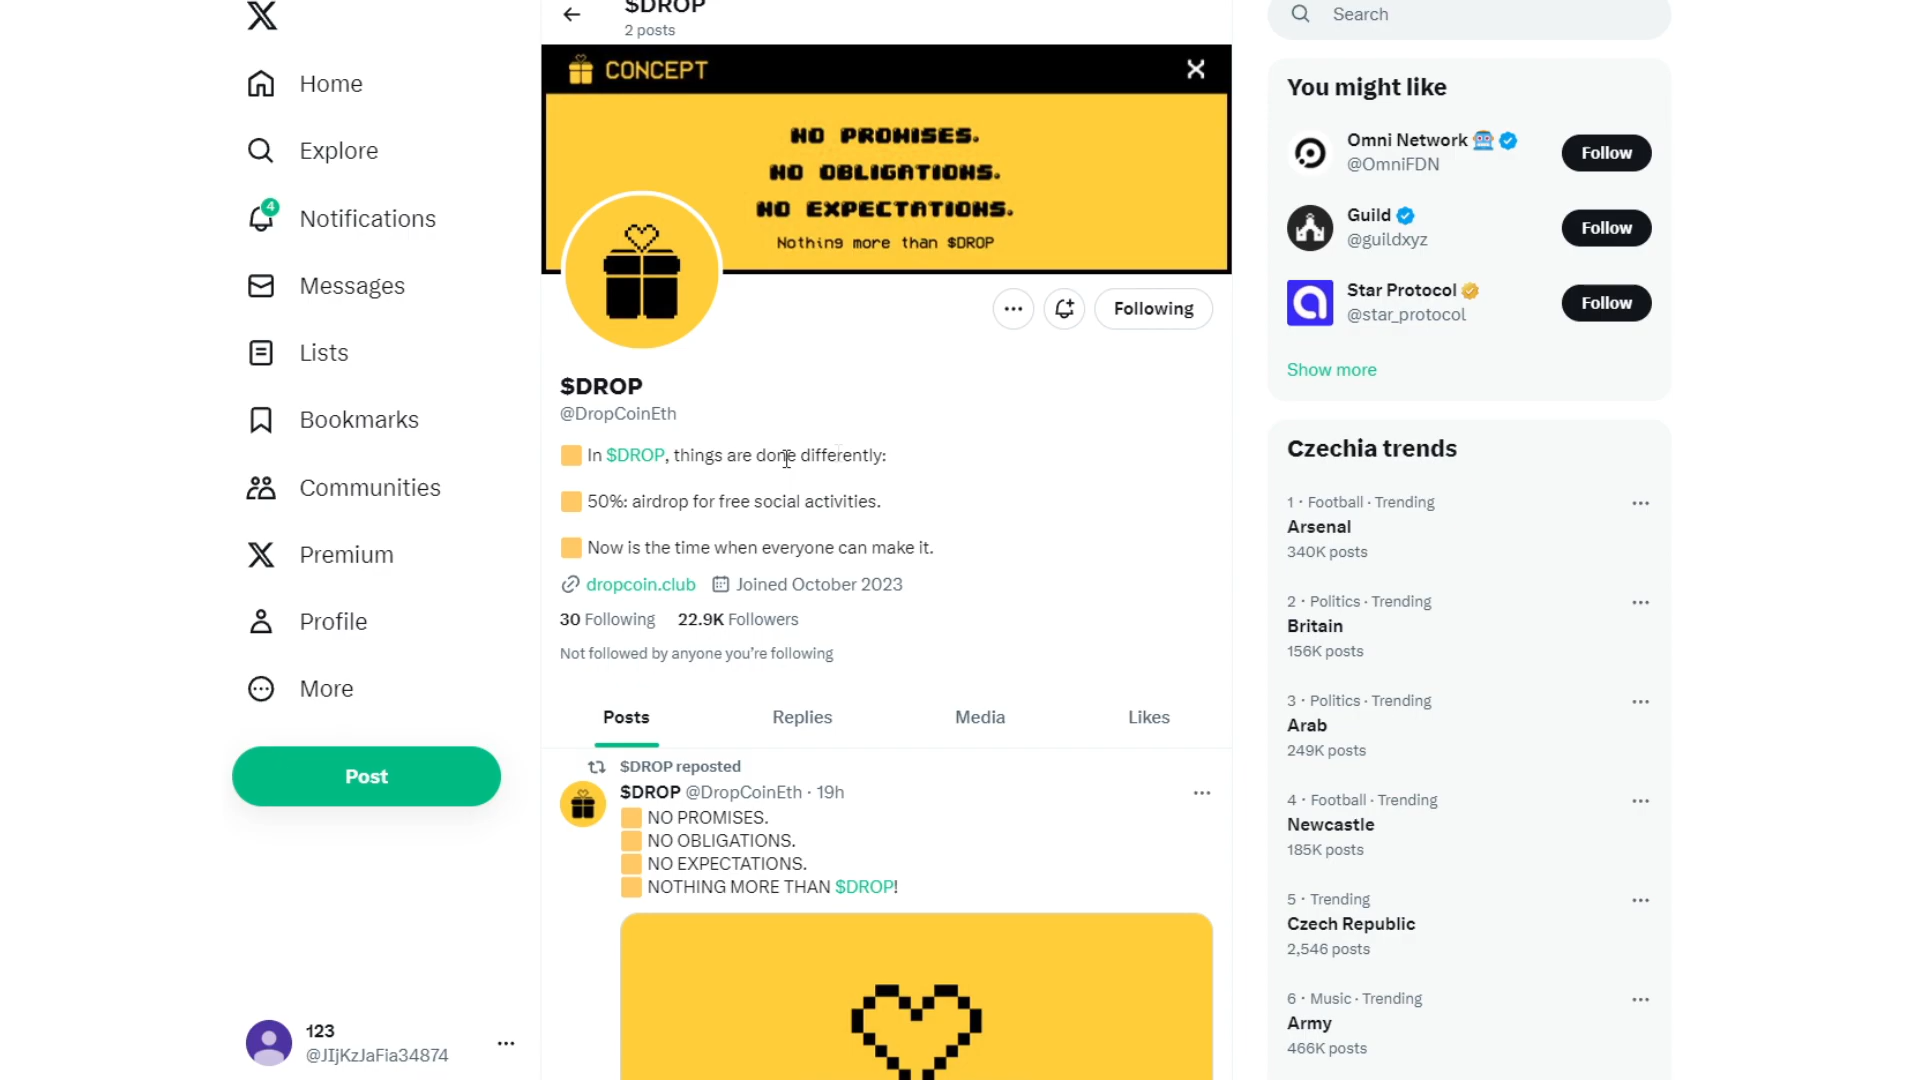 Home
Explore
4
Notifications
Messages
Lists
Bookmarks
Communities
Premium
Profile
More
Post
123
@JIjKzJaFia34874
$DROP
2 posts
CONCEPT
NO PROMISES.
NO OBLIGATIONS.
NO EXPECTATIONS.
Nothing more than $DROP
Following
$DROP
@DropCoinEth
In $DROP, things are done differently:
50%: airdrop for free social activities.
Now is the time when everyone can make it.
dropcoin.club Joined October 2023
30 Following 22.9K Followers
Not followed by anyone you're following
Posts Replies Media Likes
$DROP reposted
$DROP @DropCoinEth · 19h
NO PROMISES.
NO OBLIGATIONS.
NO EXPECTATIONS.
NOTHING MORE THAN $DROP!
Search
You might like
Omni Network
@OmniFDN
Follow
Guild
@guildxyz
Follow
Star Protocol
@star_protocol
Follow
Show more
Czechia trends
1 · Football · Trending
Arsenal
340K posts
2 · Politics · Trending
Britain
156K posts
3 · Politics · Trending
Arab
249K posts
4 · Football · Trending
Newcastle
185K posts
5 · Trending
Czech Republic
2,546 posts
6 · Music · Trending
Army
466K posts